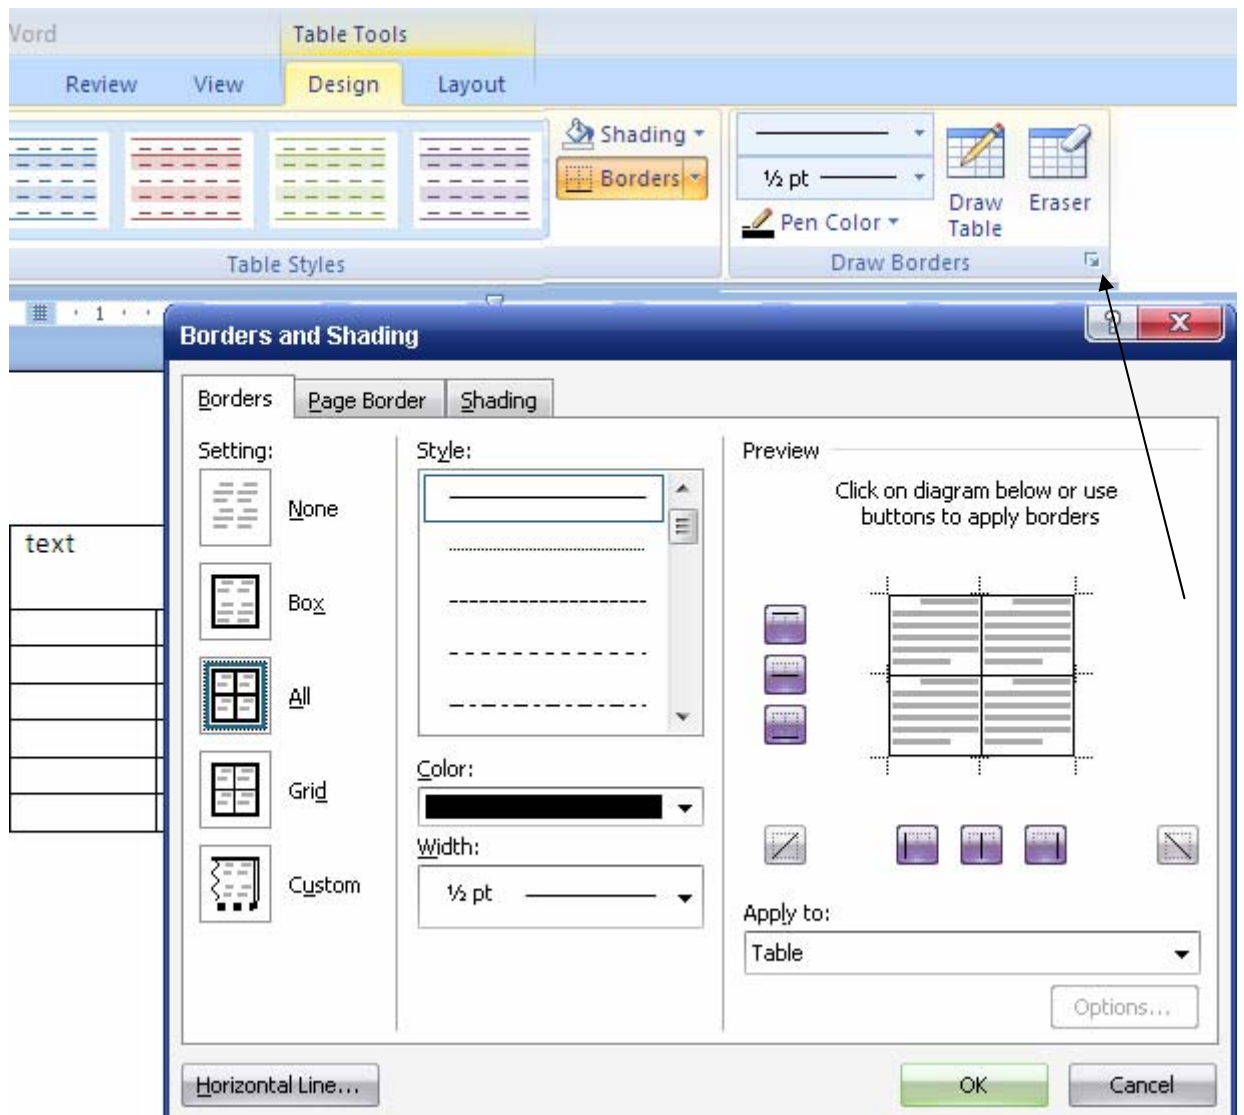 Word
Table Tools
Review View Design Layout
Shading
Borders
½ pt
Pen Color
Draw Table
Eraser
Table Styles
Draw Borders
1
Borders and Shading
?
X
Borders Page Border Shading
Setting:
None
Box
All
Grid
Custom
Style:
Color:
Width:
½ pt
Preview
Click on diagram below or use
buttons to apply borders
Apply to:
Table
Options...
text
Horizontal Line...
OK
Cancel